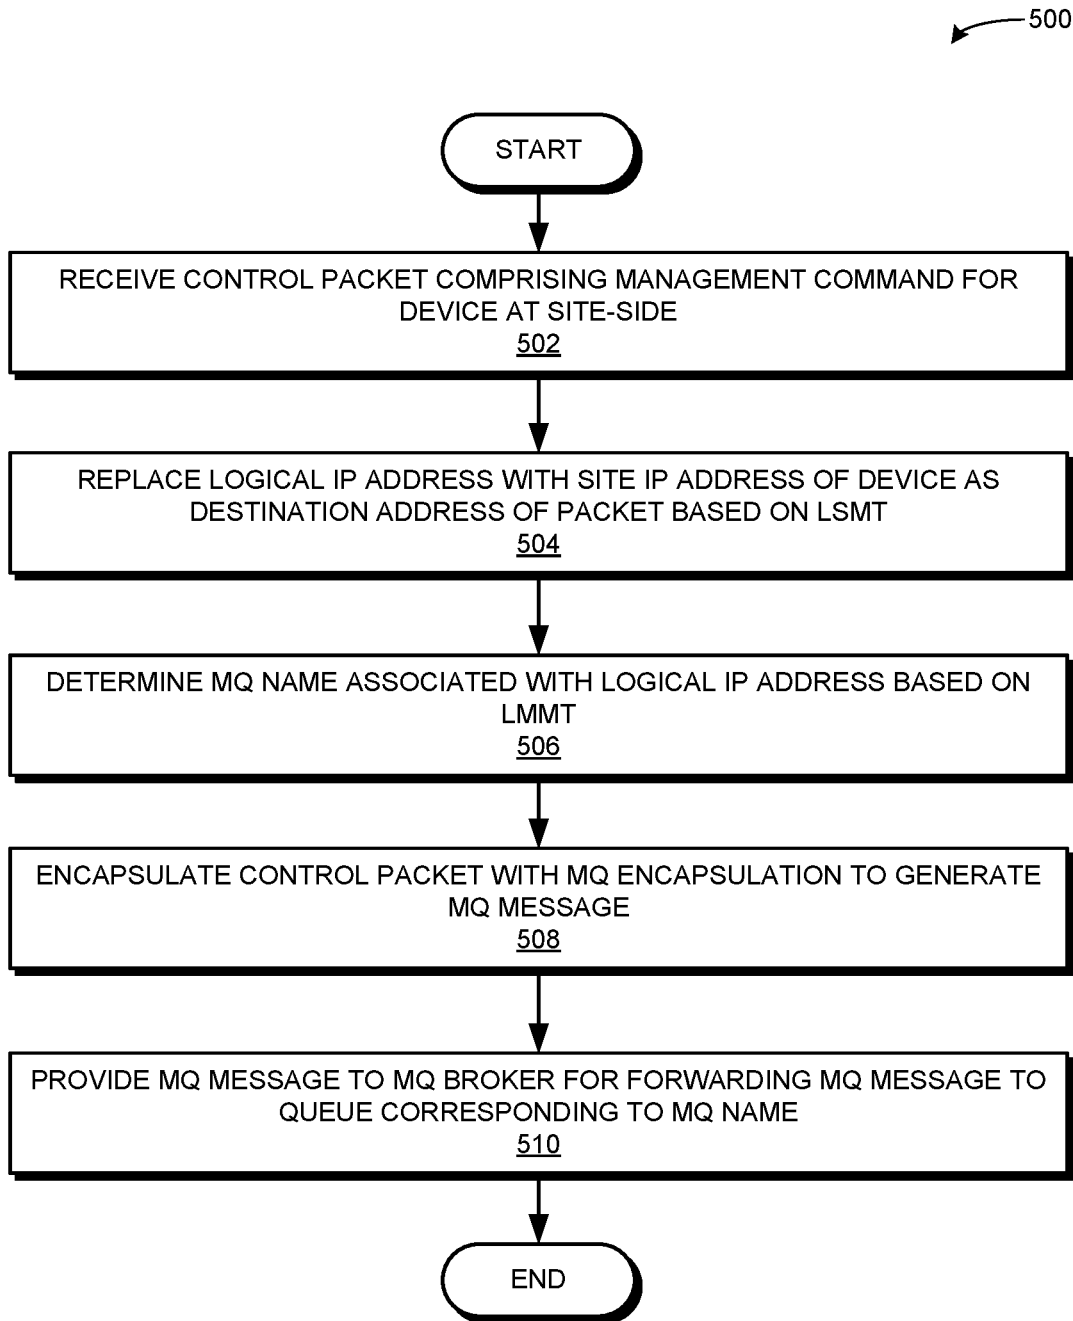 500
START
RECEIVE CONTROL PACKET COMPRISING MANAGEMENT COMMAND FOR
DEVICE AT SITE-SIDE
502
REPLACE LOGICAL IP ADDRESS WITH SITE IP ADDRESS OF DEVICE AS
DESTINATION ADDRESS OF PACKET BASED ON LSMT
504
DETERMINE MQ NAME ASSOCIATED WITH LOGICAL IP ADDRESS BASED ON
LMMT
506
ENCAPSULATE CONTROL PACKET WITH MQ ENCAPSULATION TO GENERATE
MQ MESSAGE
508
PROVIDE MQ MESSAGE TO MQ BROKER FOR FORWARDING MQ MESSAGE TO
QUEUE CORRESPONDING TO MQ NAME
510
END